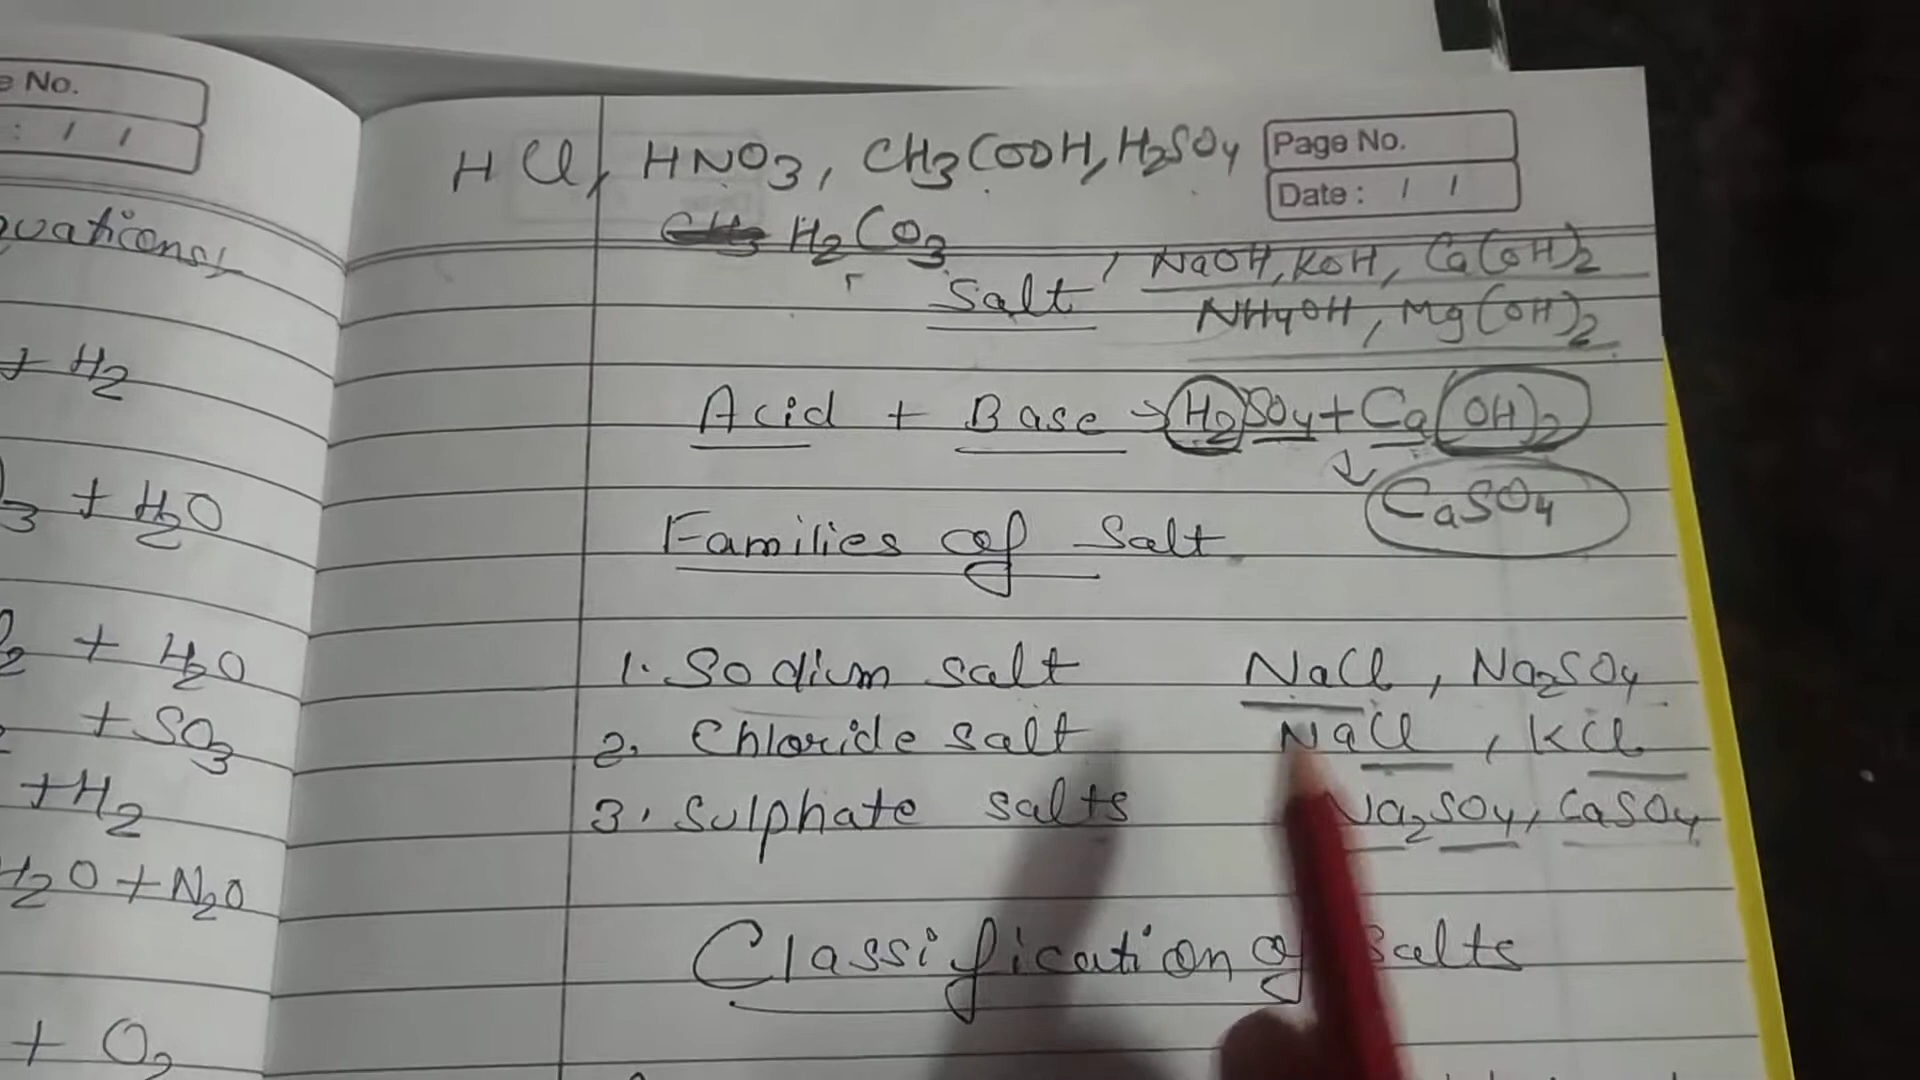 e No.
: / /
quations
+ H2
3 + H2O
2 + H2O
+ SO3
+ H2
H2O + N2O
+ O2
HCl, HNO3, CH3COOH, H2SO4
Page No.
Date : / /
H2CO3
Salt , NaOH, KOH, Ca(OH)2
NH4OH, Mg(OH)2
Acid + Base → H2SO4 + Ca(OH)2
↓ CaSO4
Families of Salt
1. Sodium salt NaCl, Na2SO4
2. Chloride salt NaCl, KCl
3. Sulphate salts Na2SO4, CaSO4
Classification of Salts